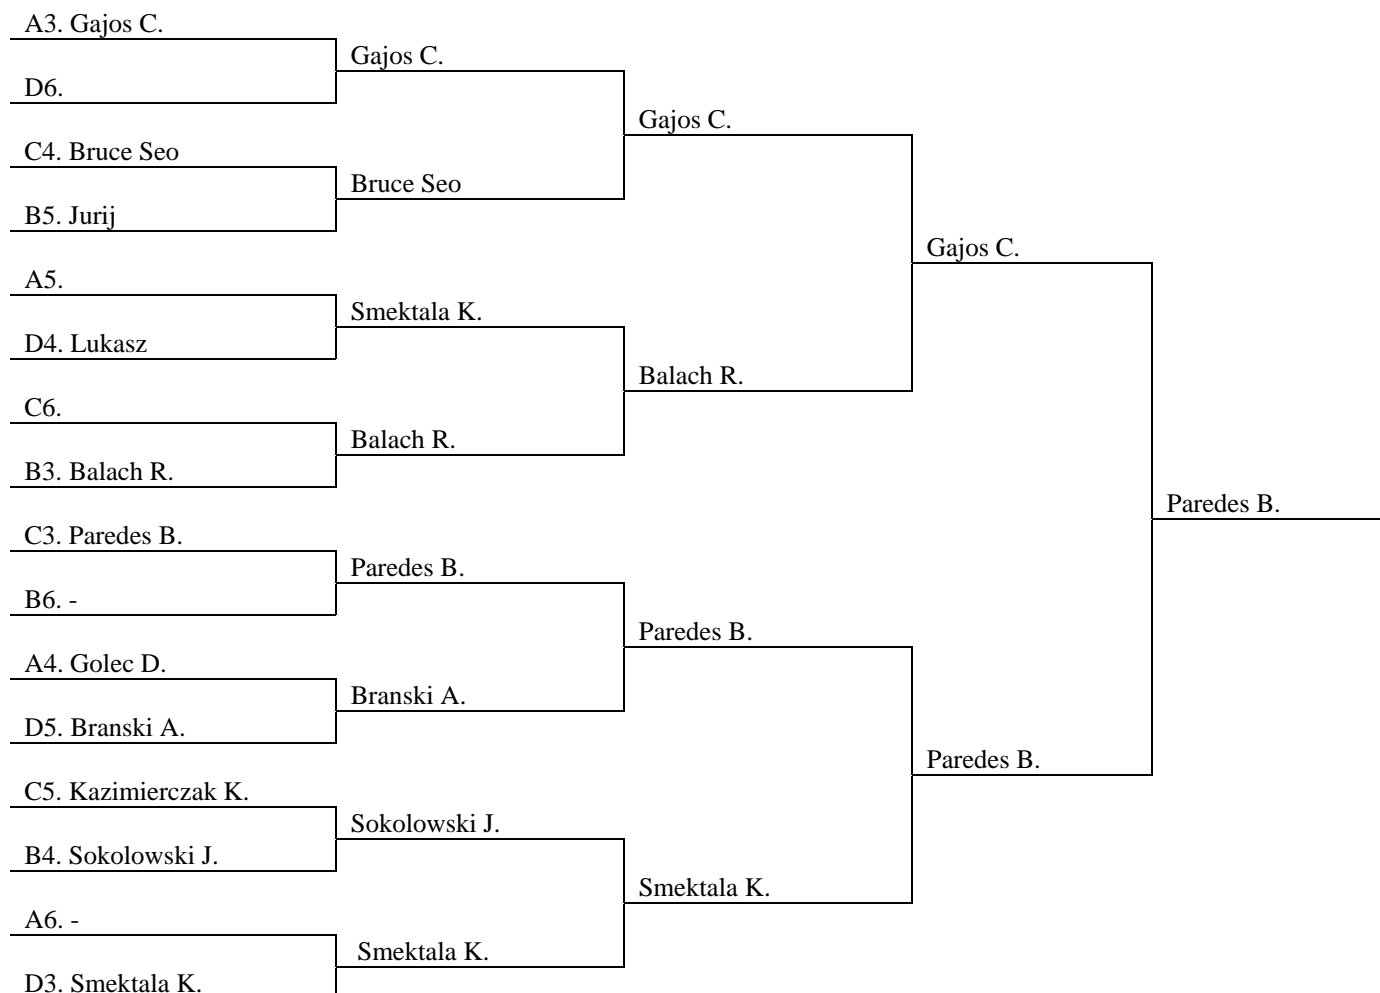 A3. Gajos C.
D6.
C4. Bruce Seo
B5. Jurij
A5.
D4. Lukasz
C6.
B3. Balach R.
C3. Paredes B.
B6. -
A4. Golec D.
D5. Branski A.
C5. Kazimierczak K.
B4. Sokolowski J.
A6. -
D3. Smektala K.
Gajos C.
Bruce Seo
Smektala K.
Balach R.
Paredes B.
Branski A.
Sokolowski J.
Smektala K.
Gajos C.
Balach R.
Paredes B.
Smektala K.
Gajos C.
Paredes B.
Paredes B.